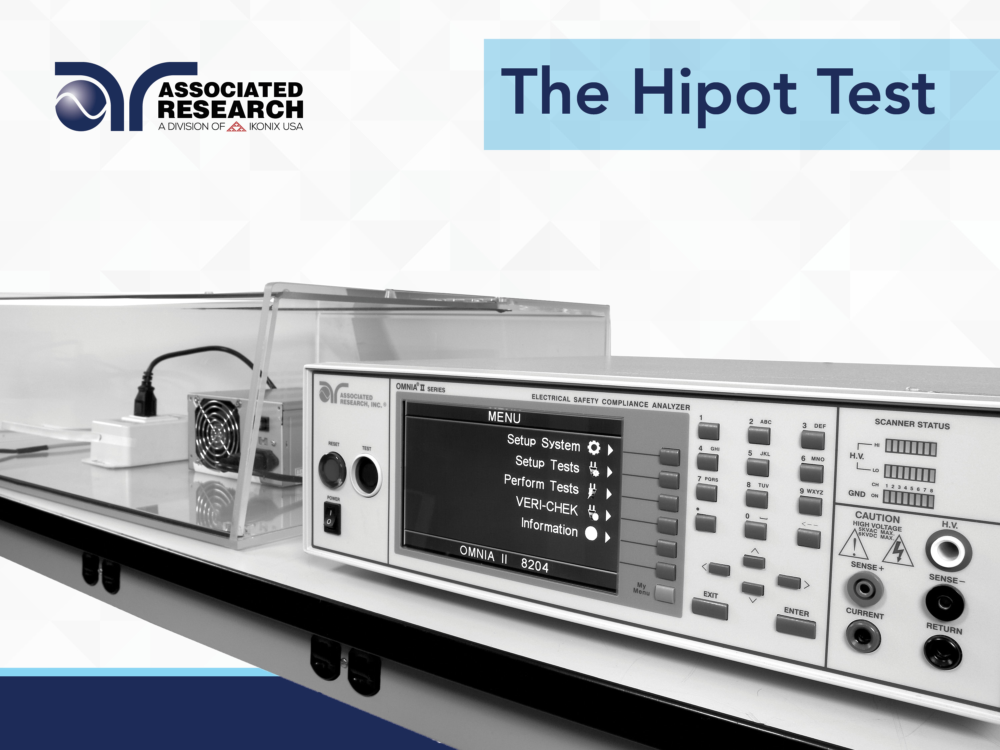 ASSOCIATED
RESEARCH
A DIVISION OF IKONIX USA
The Hipot Test
ASSOCIATED
RESEARCH, INC.®
OMNIA® II SERIES
ELECTRICAL SAFETY COMPLIANCE ANALYZER
RESET
TEST
POWER
I
O
MENU
Setup System
Setup Tests
Perform Tests
VERI-CHEK
Information
OMNIA II 8204
My
Menu
1
2 ABC
3 DEF
4 GHI
5 JKL
6 MNO
7 PQRS
8 TUV
9 WXYZ
0
<--
EXIT
ENTER
SCANNER STATUS
HI
H.V.
LO
CH 1 2 3 4 5 6 7 8
GND ON
CAUTION
HIGH VOLTAGE
5KVAC MAX.
6KVDC MAX.
H.V.
SENSE+
SENSE−
CURRENT
RETURN